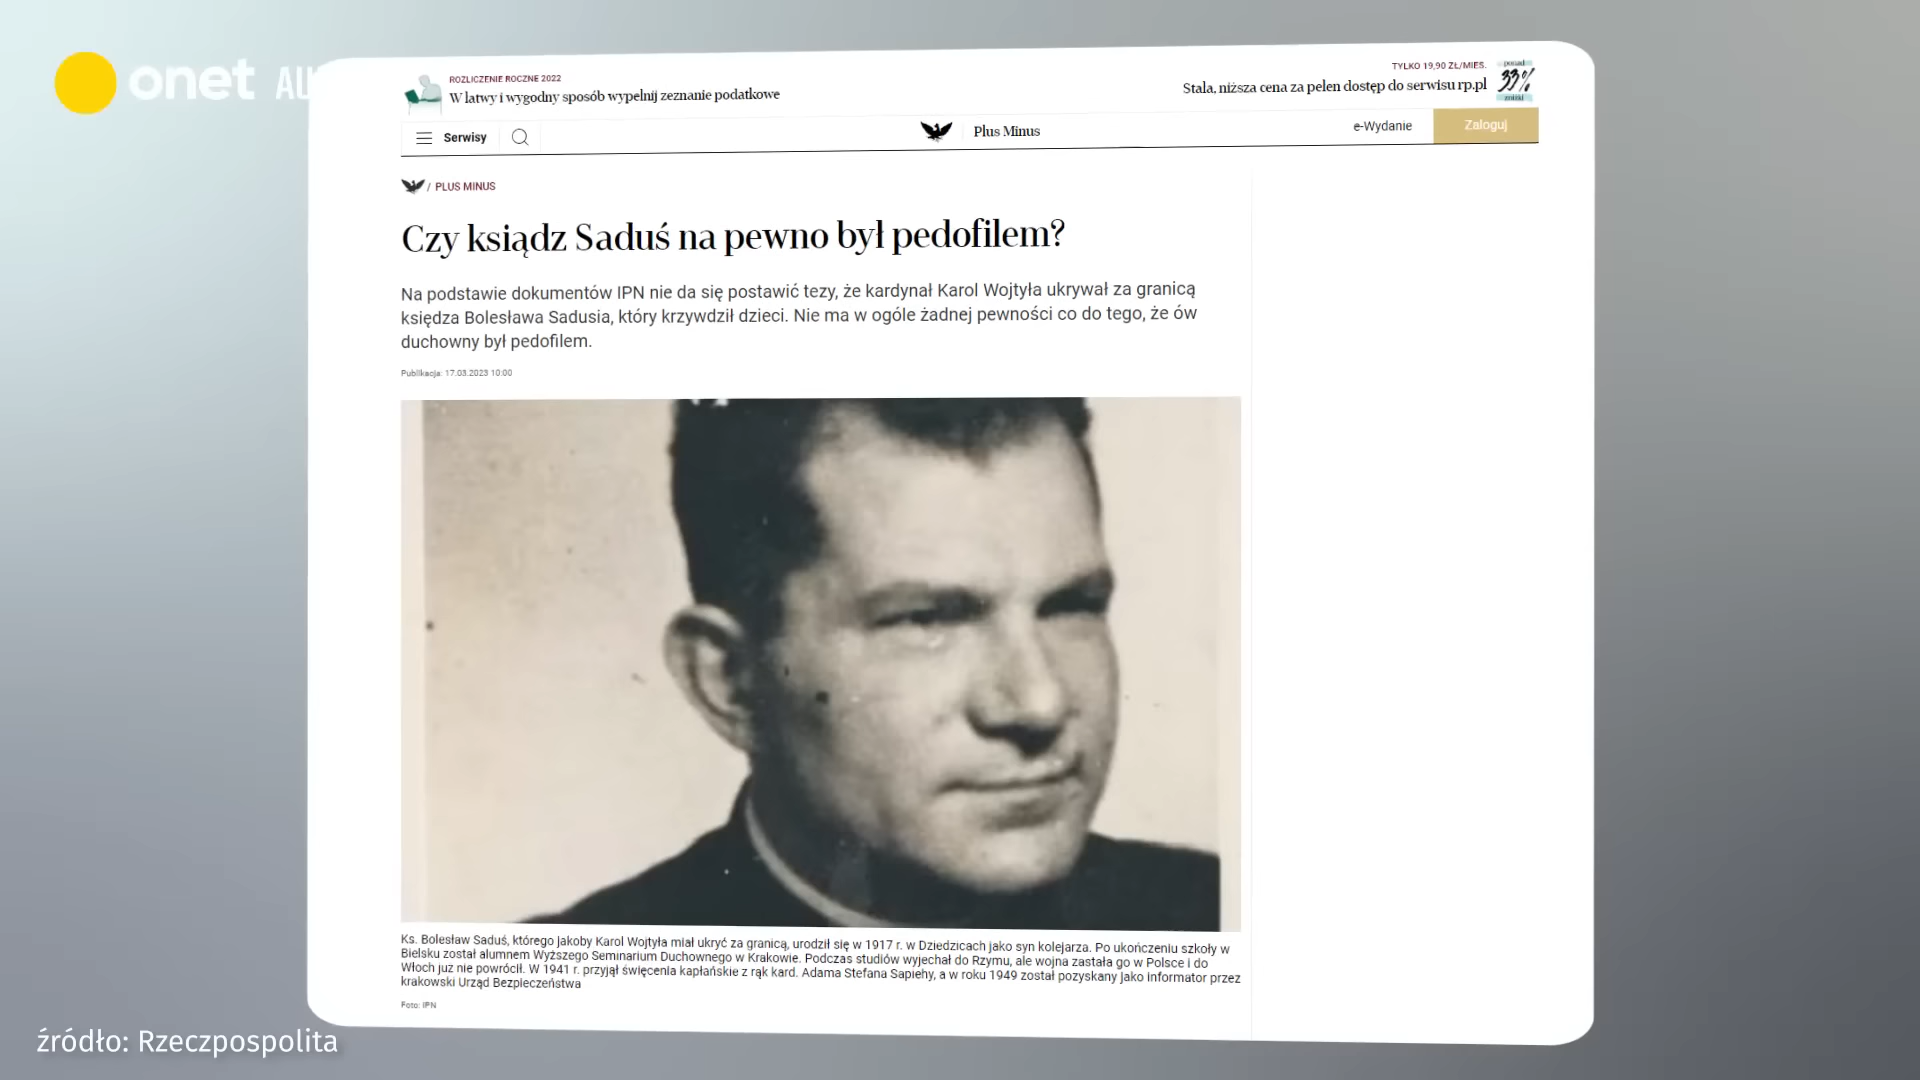 onet AU
ROZLICZENIE ROCZNE 2022
W łatwy i wygodny sposób wypełnij zeznanie podatkowe
TYLKO 19,90 ZŁ/MIES.
Stała, niższa cena za pełen dostęp do serwisu rp.pl
ponad
33%
zniżki
Serwisy
Plus Minus
e-Wydanie
Zaloguj
/ PLUS MINUS
Czy ksiądz Saduś na pewno był pedofilem?
Na podstawie dokumentów IPN nie da się postawić tezy, że kardynał Karol Wojtyła ukrywał za granicą
księdza Bolesława Sadusia, który krzywdził dzieci. Nie ma w ogóle żadnej pewności co do tego, że ów
duchowny był pedofilem.
Publikacja: 17.03.2023 10:00
Ks. Bolesław Saduś, którego jakoby Karol Wojtyła miał ukryć za granicą, urodził się w 1917 r. w Dziedzicach jako syn kolejarza. Po ukończeniu szkoły w
Bielsku został alumnem Wyższego Seminarium Duchownego w Krakowie. Podczas studiów wyjechał do Rzymu, ale wojna zastała go w Polsce i do
Włoch już nie powrócił. W 1941 r. przyjął święcenia kapłańskie z rąk kard. Adama Stefana Sapiehy, a w roku 1949 został pozyskany jako informator przez
krakowski Urząd Bezpieczeństwa
Foto: IPN
źródło: Rzeczpospolita